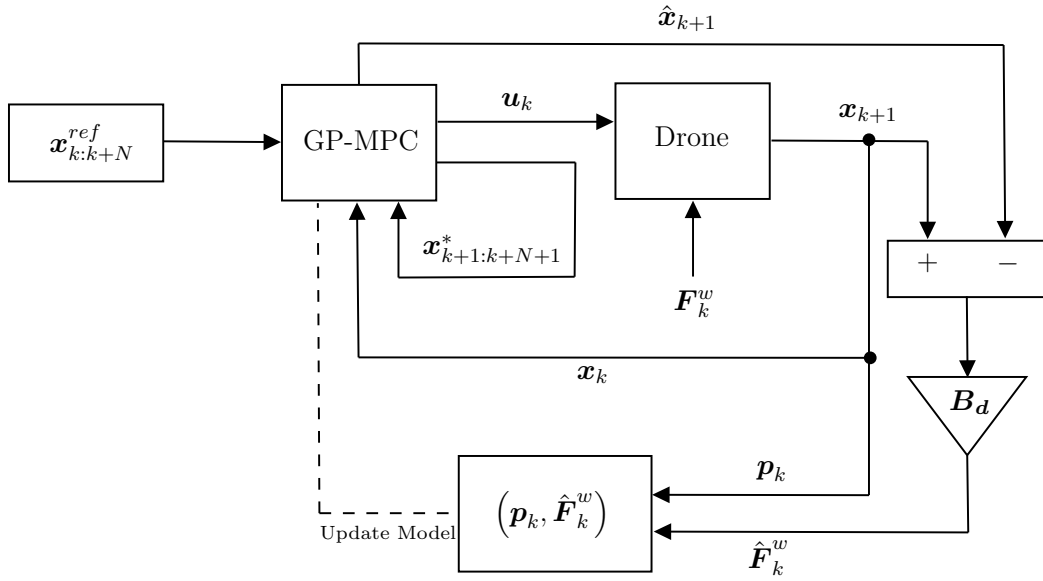 x̂_{k+1}
u_k
x_{k+1}
x^{ref}_{k:k+N}
GP-MPC
Drone
x^*_{k+1:k+N+1}
+ −
F^w_k
x_k
B_d
p_k
(p_k, F̂^w_k)
Update Model
F̂^w_k